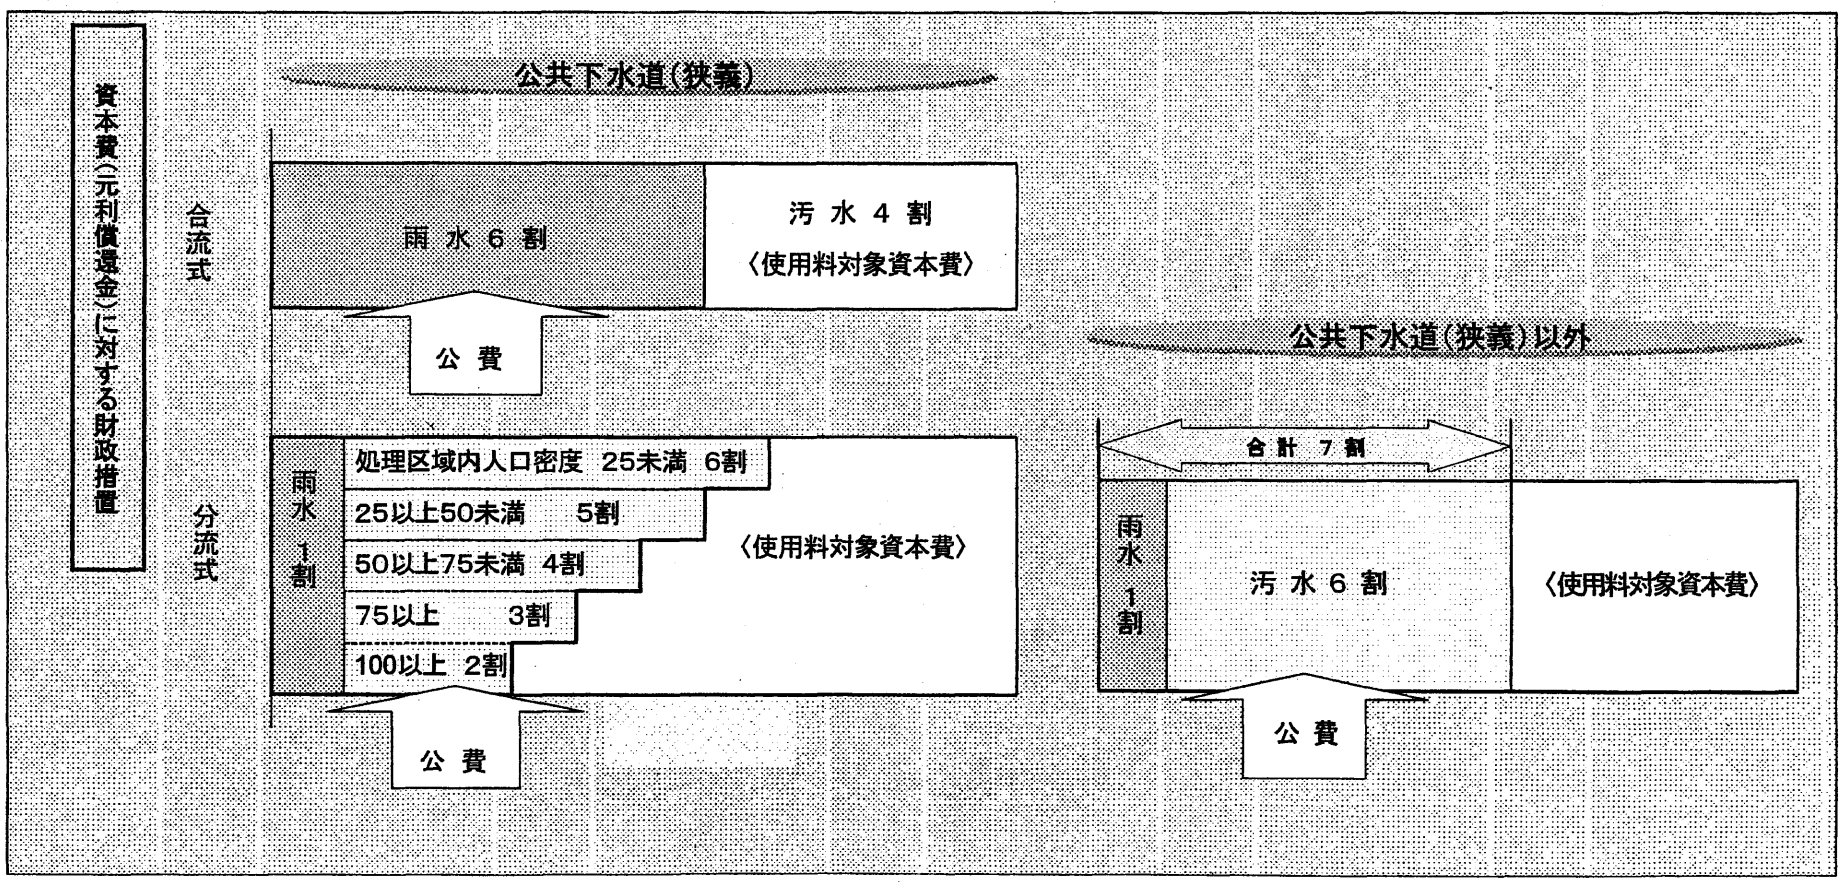 資本費(元利償還金)に対する財政措置
公共下水道(狭義)
合流式
雨水6割
汚水4割
〈使用料対象資本費〉
公費
分流式
雨水 1割
処理区域内人口密度 25未満 6割
25以上50未満 5割
50以上75未満 4割
75以上 3割
100以上 2割
〈使用料対象資本費〉
公費
公共下水道(狭義)以外
合計 7割
雨水 1割
汚水6割
〈使用料対象資本費〉
公費